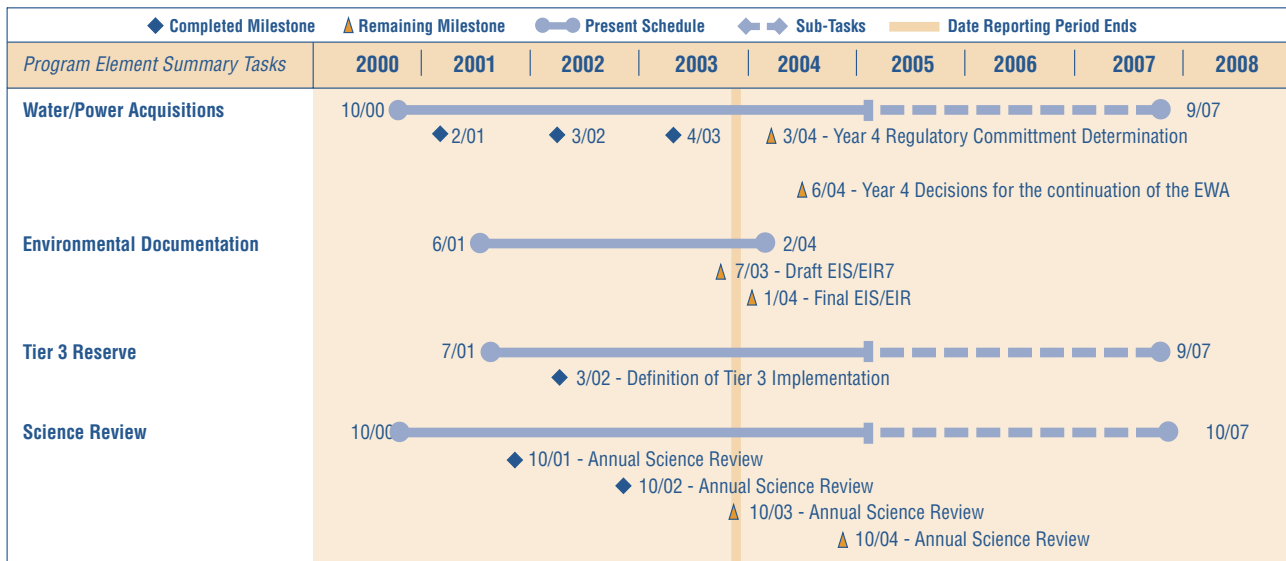 Completed Milestone Remaining Milestone Present Schedule Sub-Tasks Date Reporting Period Ends
Program Element Summary Tasks 2000 2001 2002 2003 2004 2005 2006 2007 2008
Water/Power Acquisitions 10/00 9/07
2/01 3/02 4/03 3/04 - Year 4 Regulatory Committment Determination
6/04 - Year 4 Decisions for the continuation of the EWA
Environmental Documentation 6/01 2/04
7/03 - Draft EIS/EIR7
1/04 - Final EIS/EIR
Tier 3 Reserve 7/01 9/07
3/02 - Definition of Tier 3 Implementation
Science Review 10/00 10/07
10/01 - Annual Science Review
10/02 - Annual Science Review
10/03 - Annual Science Review
10/04 - Annual Science Review